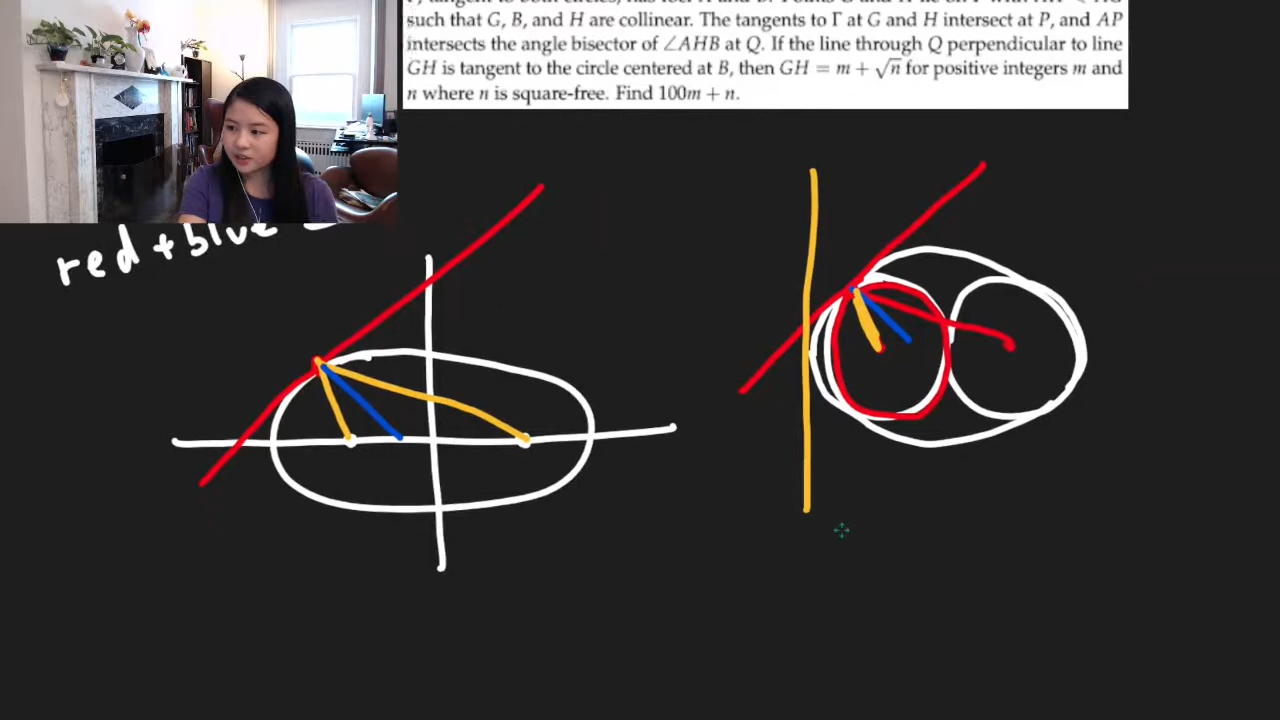 such that G, B, and H are collinear. The tangents to Γ at G and H intersect at P, and AP
intersects the angle bisector of ∠AHB at Q. If the line through Q perpendicular to line
GH is tangent to the circle centered at B, then GH = m + √n for positive integers m and
n where n is square-free. Find 100m + n.
red + blue